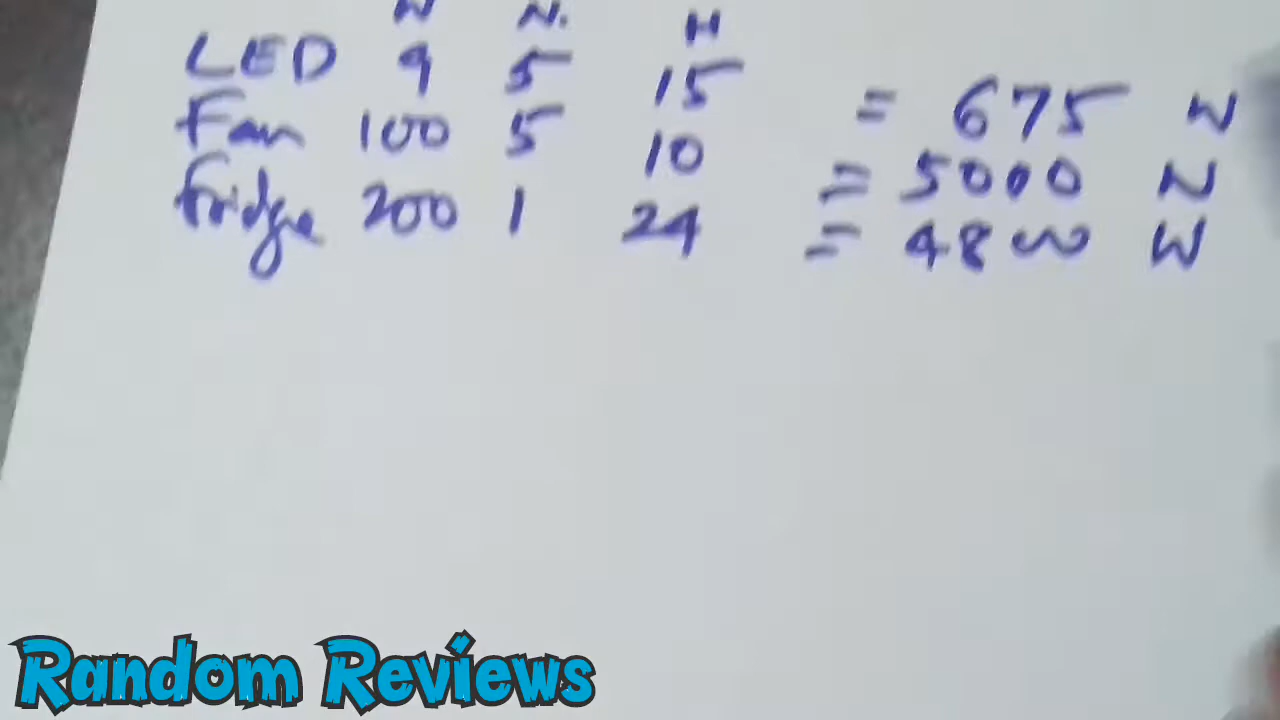 W N. H
LED 9 5 15 = 675 W
Fan 100 5 10 = 5000 W
fridge 200 1 24 = 4800 W
Random Reviews